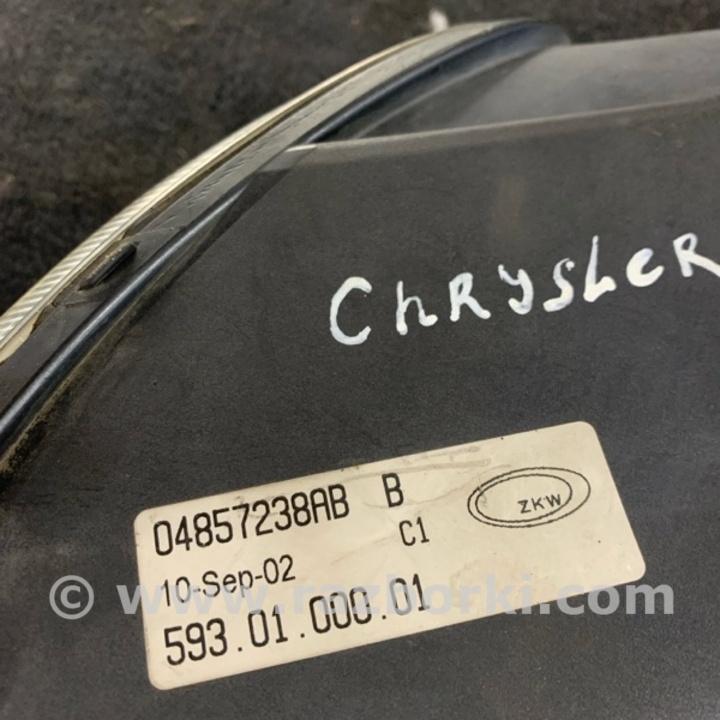 CHRYSLER
04857238AB B
C1
ZKW
10-Sep-02
593.01.000.01
© www.razborki.com